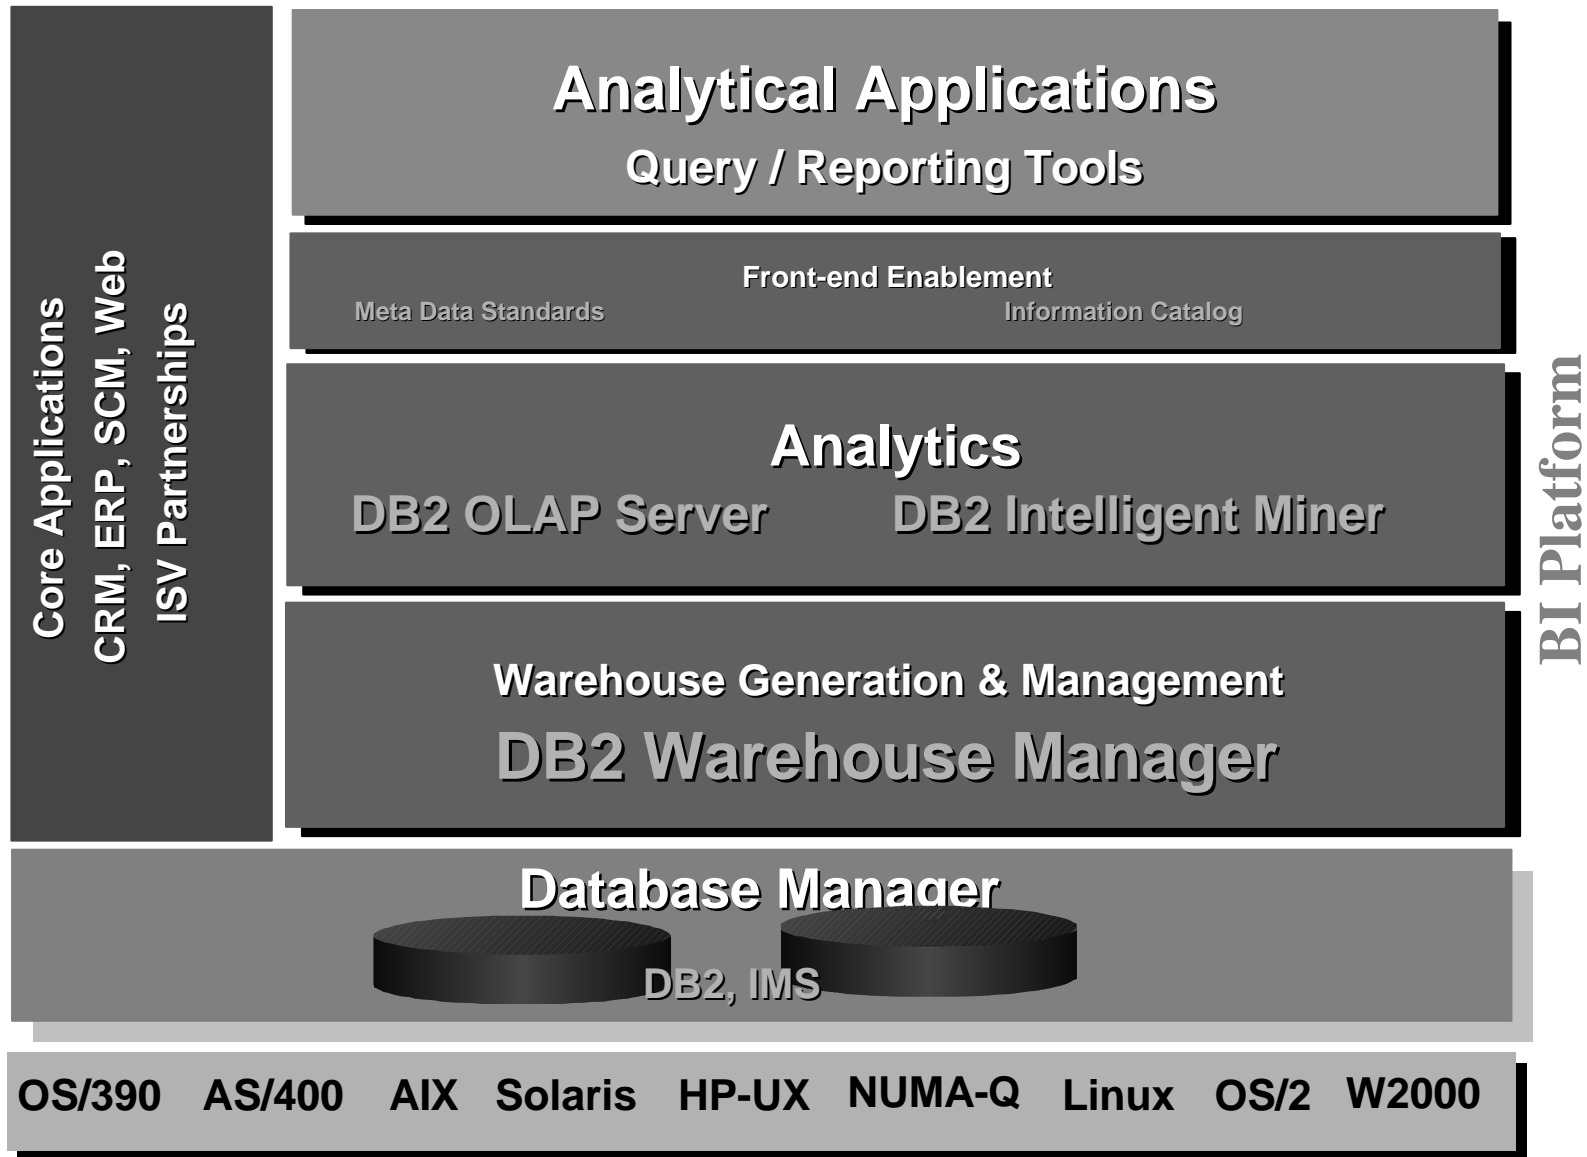 Core Applications
CRM, ERP, SCM, Web
ISV Partnerships
Analytical Applications
Query / Reporting Tools
Front-end Enablement
Meta Data Standards
Information Catalog
Analytics
DB2 OLAP Server
DB2 Intelligent Miner
Warehouse Generation & Management
DB2 Warehouse Manager
BI Platform
Database Manager
DB2, IMS
OS/390 AS/400 AIX Solaris HP-UX NUMA-Q Linux OS/2 W2000